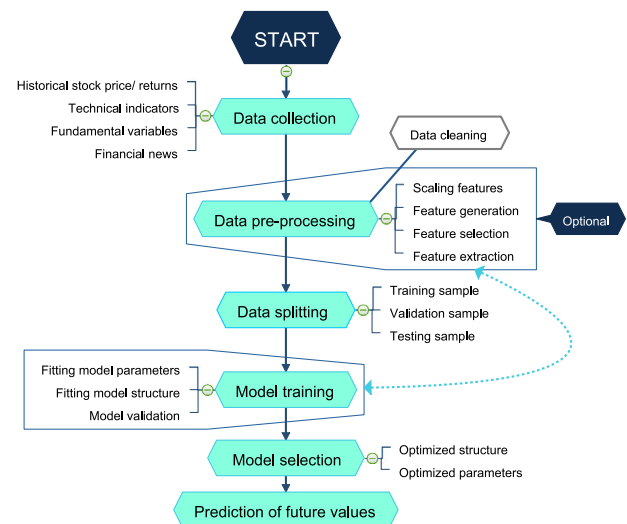 START
Historical stock price/ returns
Technical indicators
Fundamental variables
Financial news
Data collection
Data cleaning
Data pre-processing
Scaling features
Feature generation
Feature selection
Feature extraction
Optional
Data splitting
Training sample
Validation sample
Testing sample
Fitting model parameters
Fitting model structure
Model validation
Model training
Model selection
Optimized structure
Optimized parameters
Prediction of future values